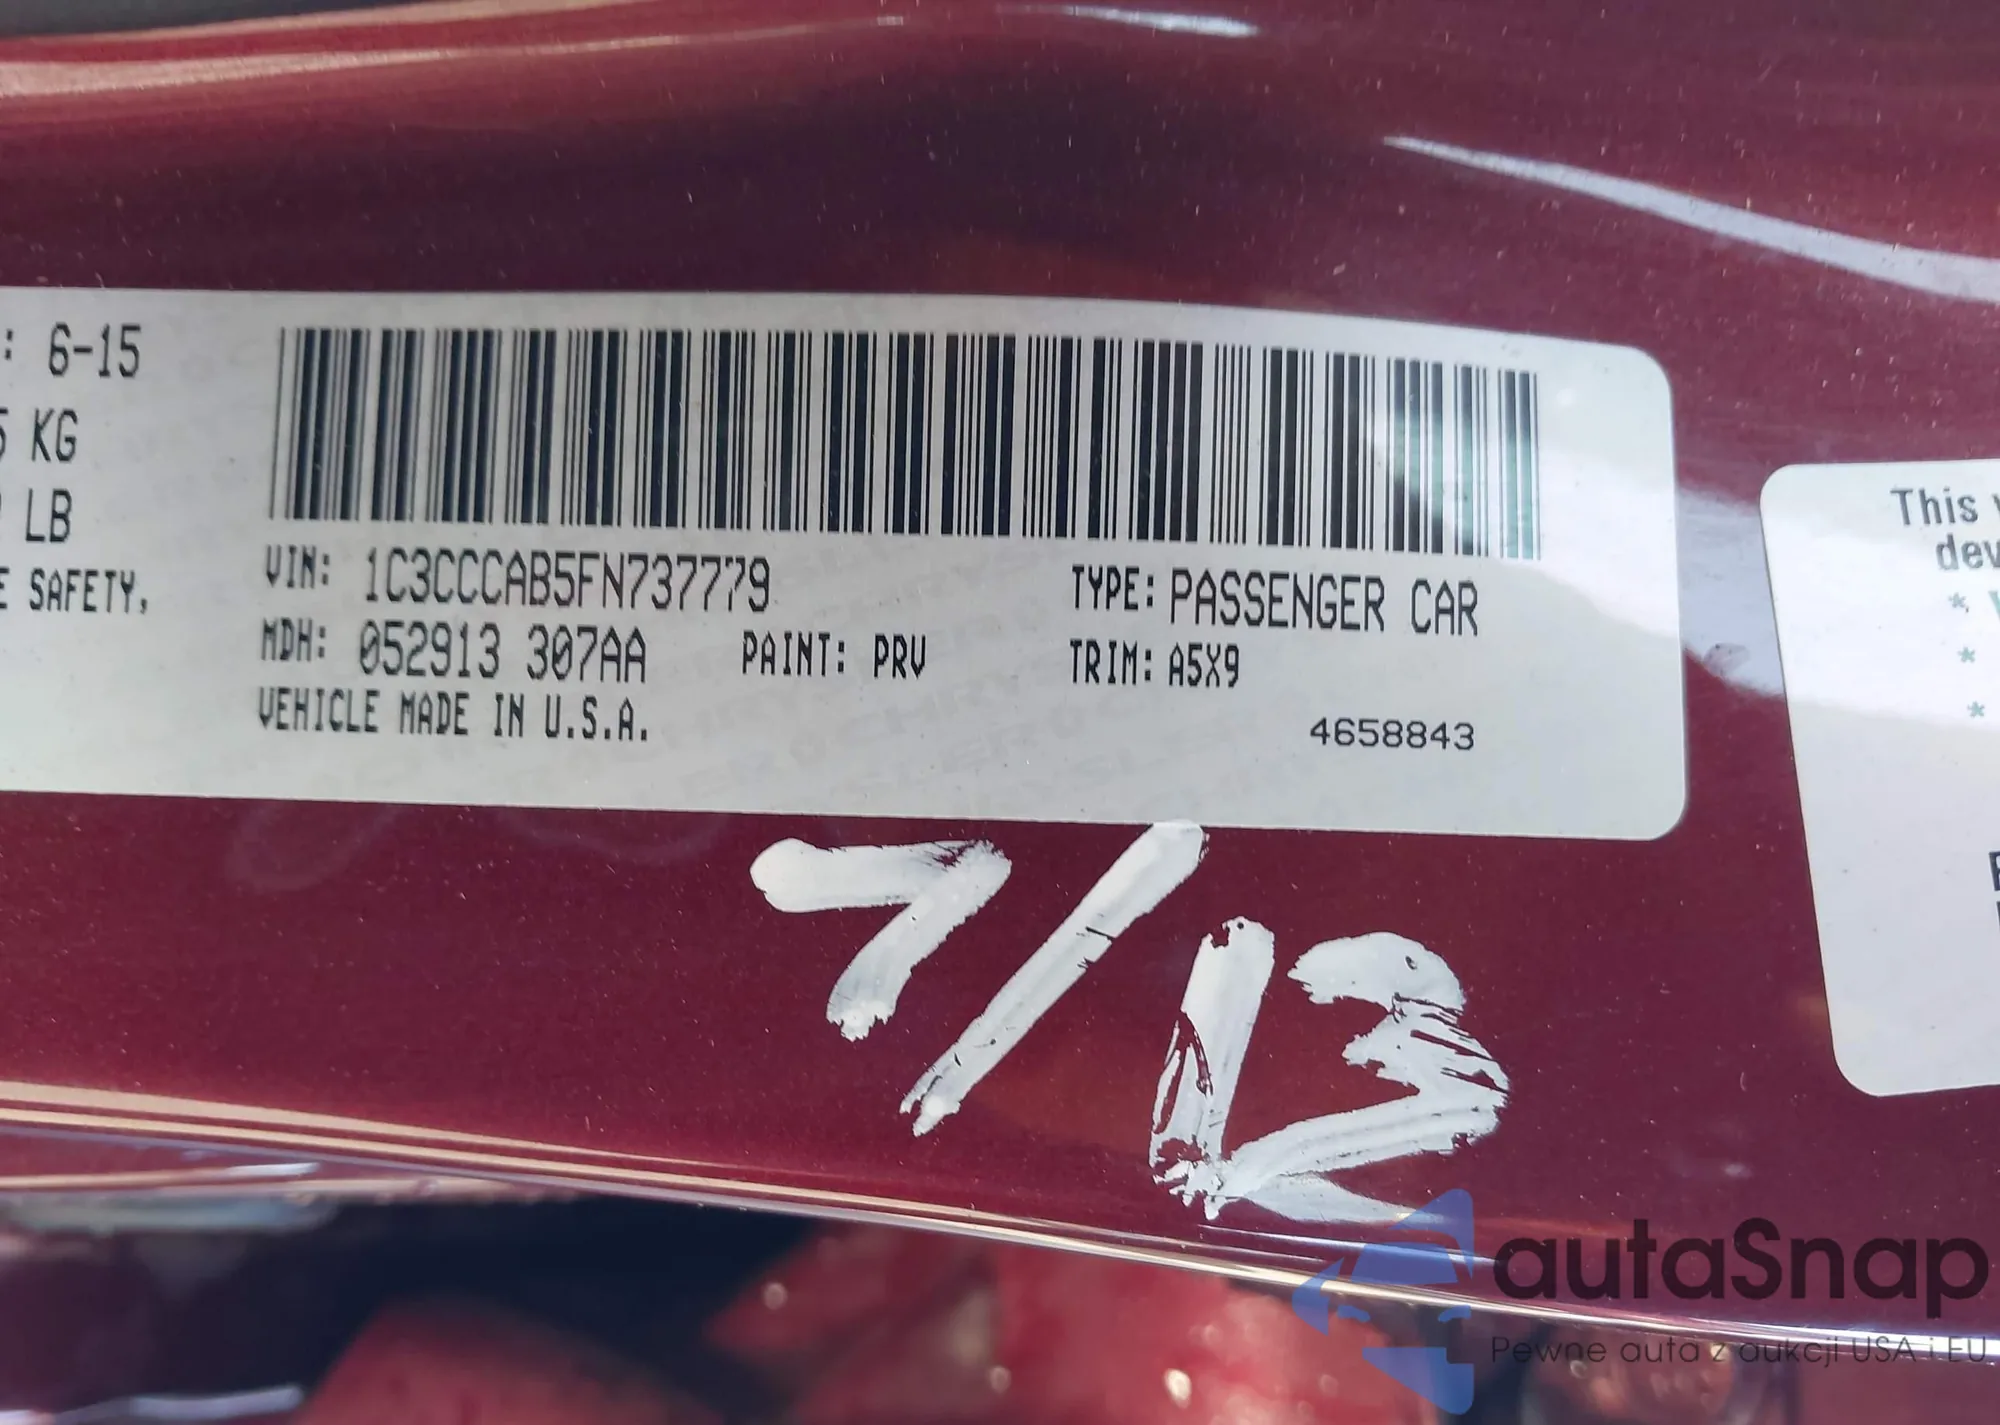 : 6-15
5 KG
LB
E SAFETY,
VIN: 1C3CCCAB5FN737779
TYPE: PASSENGER CAR
MDH: 052913 307AA
PAINT: PRV
TRIM: A5X9
VEHICLE MADE IN U.S.A.
4658843
This
dev
*
*
*
7/13
autaSnap
Pewne auta z aukcji USA i EU